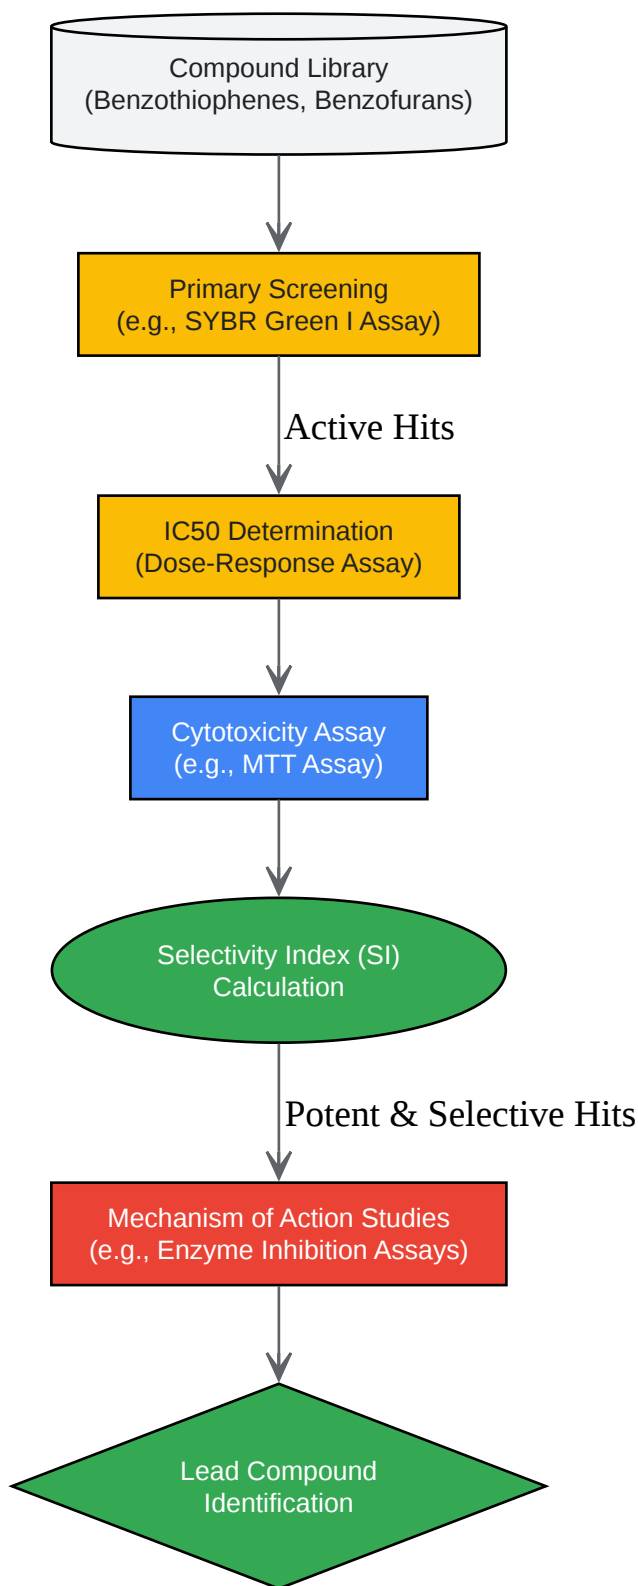 Compound Library
(Benzothiophenes, Benzofurans)
Primary Screening
(e.g., SYBR Green I Assay)
Active Hits
IC50 Determination
(Dose-Response Assay)
Cytotoxicity Assay
(e.g., MTT Assay)
Selectivity Index (SI)
Calculation
Potent & Selective Hits
Mechanism of Action Studies
(e.g., Enzyme Inhibition Assays)
Lead Compound
Identification